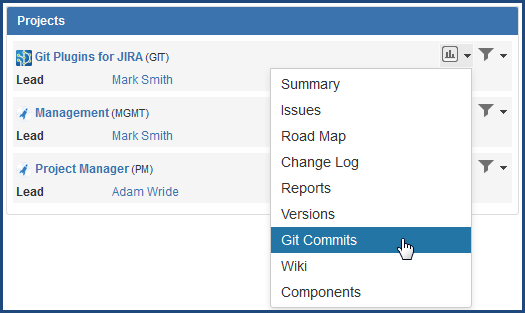 Projects
Git Plugins for JIRA (GIT)
Lead Mark Smith
Management (MGMT)
Lead Mark Smith
Project Manager (PM)
Lead Adam Wride
Summary
Issues
Road Map
Change Log
Reports
Versions
Git Commits
Wiki
Components